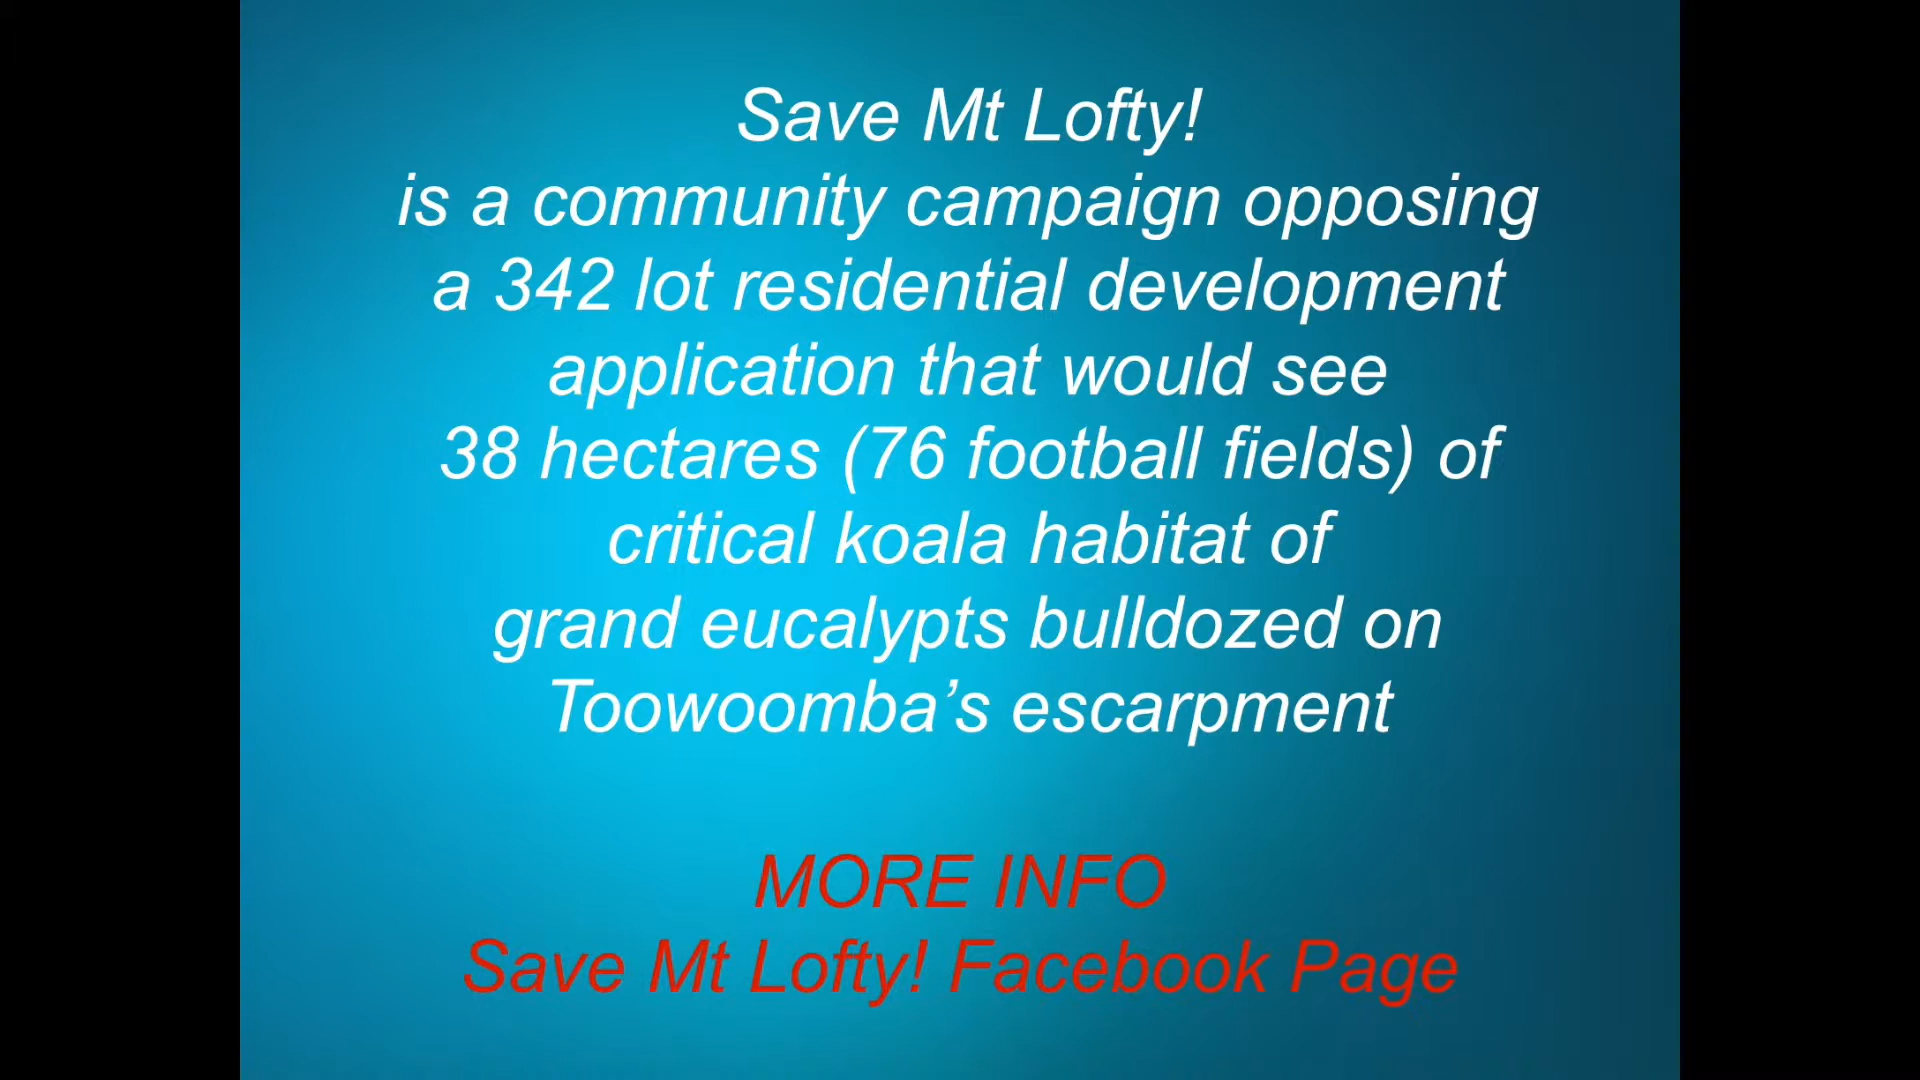 Save Mt Lofty!
is a community campaign opposing
a 342 lot residential development
application that would see
38 hectares (76 football fields) of
critical koala habitat of
grand eucalypts bulldozed on
Toowoomba’s escarpment
MORE INFO
Save Mt Lofty! Facebook Page